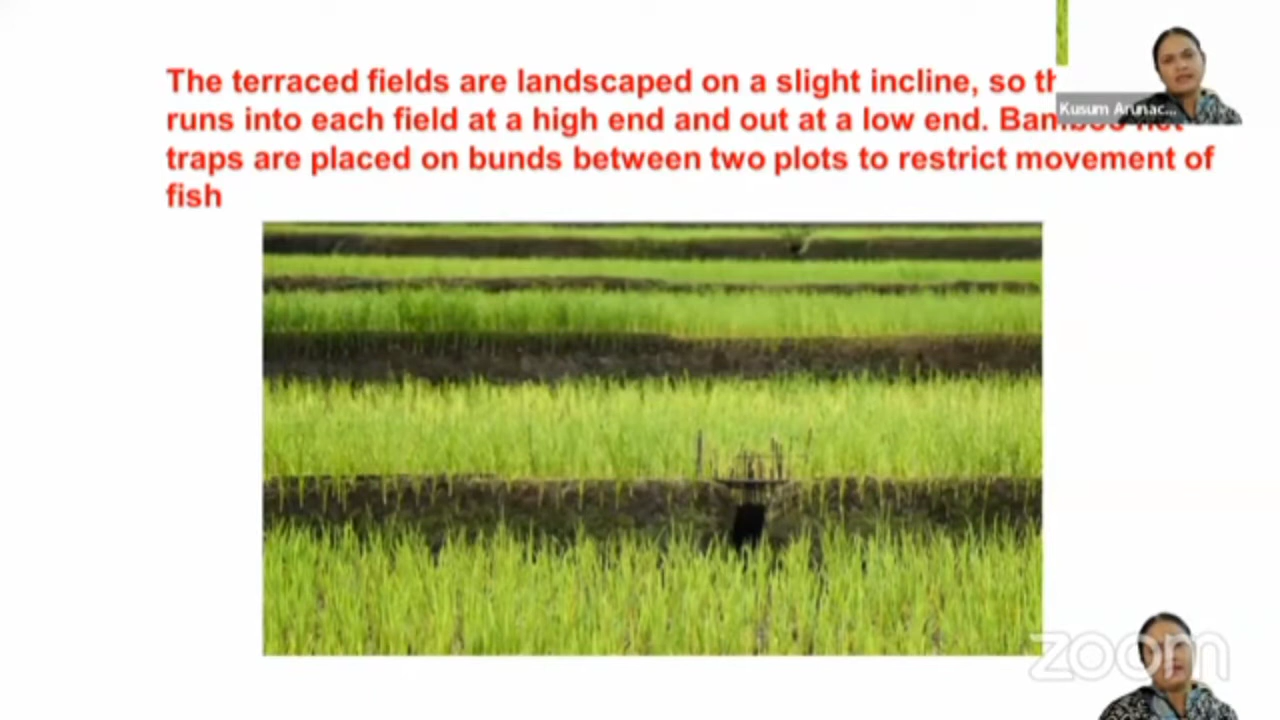 The terraced fields are landscaped on a slight incline, so
runs into each field at a high end and out at a low end.
traps are placed on bunds between two plots to restrict movement of
fish
Kusum Arunac...
zoom